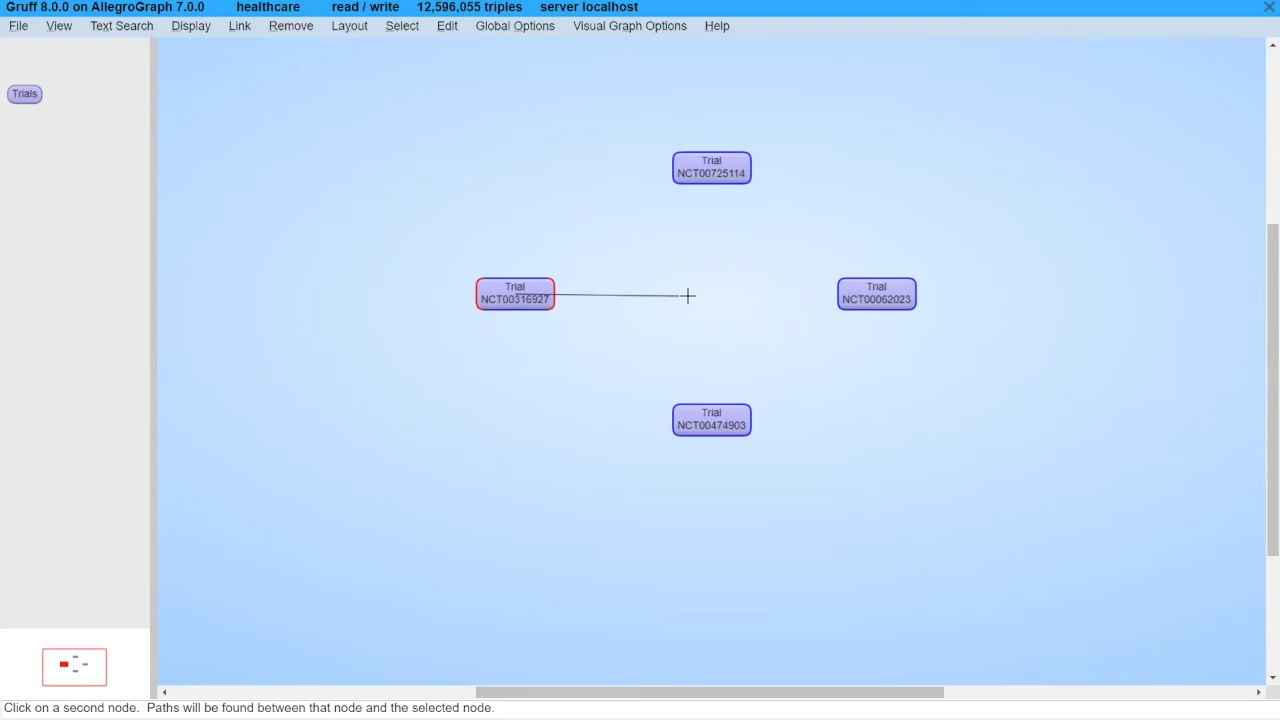 Gruff 8.0.0 on AllegroGraph 7.0.0 healthcare read / write 12,596,055 triples server localhost
File View Text Search Display Link Remove Layout Select Edit Global Options Visual Graph Options Help
Trials
Trial
NCT00725114
Trial
NCT00316927
Trial
NCT00062023
Trial
NCT00474903
Click on a second node. Paths will be found between that node and the selected node.